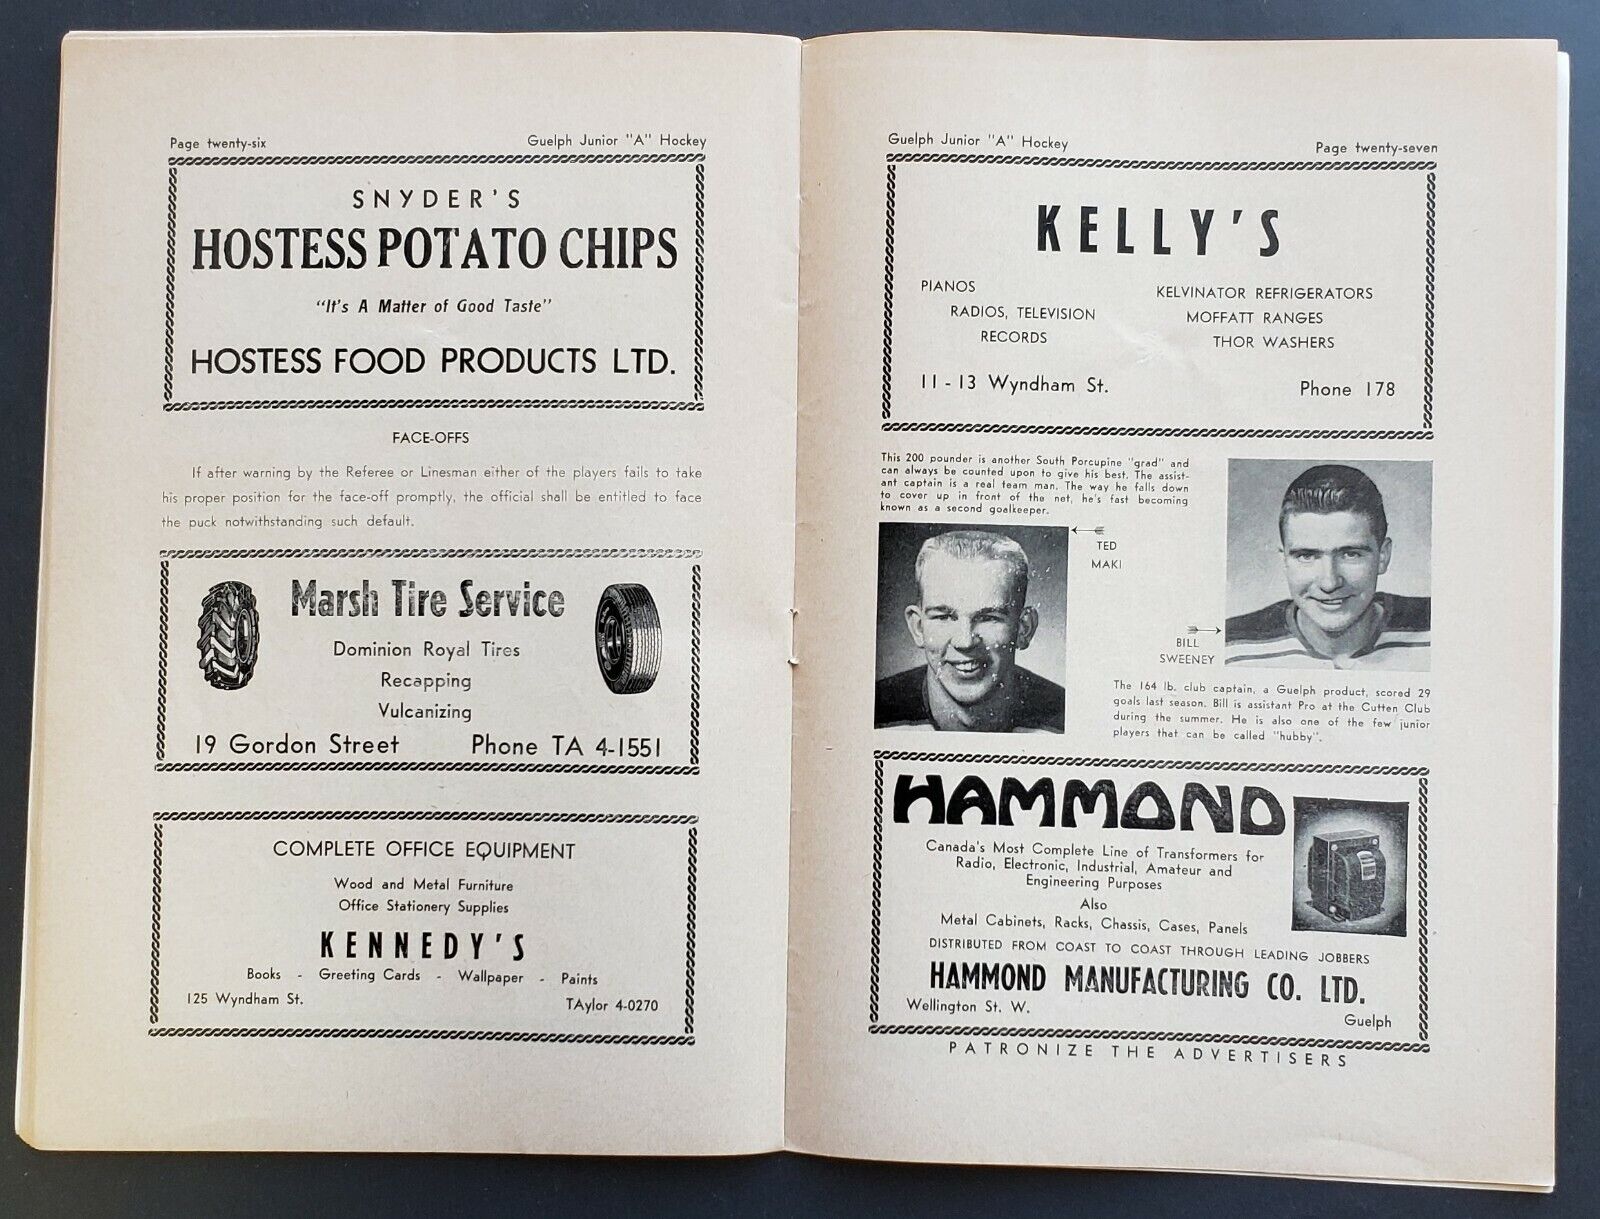 Page twenty-six
Guelph Junior "A" Hockey
SNYDER'S
HOSTESS POTATO CHIPS
"It's A Matter of Good Taste"
HOSTESS FOOD PRODUCTS LTD.
FACE-OFFS
If after warning by the Referee or Linesman either of the players fails to take
his proper position for the face-off promptly, the official shall be entitled to face
the puck notwithstanding such default.
Marsh Tire Service
Dominion Royal Tires
Recapping
Vulcanizing
19 Gordon Street Phone TA 4-1551
COMPLETE OFFICE EQUIPMENT
Wood and Metal Furniture
Office Stationery Supplies
KENNEDY'S
Books - Greeting Cards - Wallpaper - Paints
125 Wyndham St. TAylor 4-0270
Guelph Junior "A" Hockey
Page twenty-seven
KELLY'S
PIANOS
RADIOS, TELEVISION
RECORDS
KELVINATOR REFRIGERATORS
MOFFATT RANGES
THOR WASHERS
11 - 13 Wyndham St. Phone 178
This 200 pounder is another South Porcupine "grad" and
can always be counted upon to give his best. The assist-
ant captain is a real team man. The way he falls down
to cover up in front of the net, he's fast becoming
known as a second goalkeeper.
TED
MAKI
BILL
SWEENEY
The 164 lb. club captain, a Guelph product, scored 29
goals last season. Bill is assistant Pro at the Cutten Club
during the summer. He is also one of the few junior
players that can be called "hubby".
HAMMOND
Canada's Most Complete Line of Transformers for
Radio, Electronic, Industrial, Amateur and
Engineering Purposes
Also
Metal Cabinets, Racks, Chassis, Cases, Panels
DISTRIBUTED FROM COAST TO COAST THROUGH LEADING JOBBERS
HAMMOND MANUFACTURING CO. LTD.
Wellington St. W.
Guelph
PATRONIZE THE ADVERTISERS